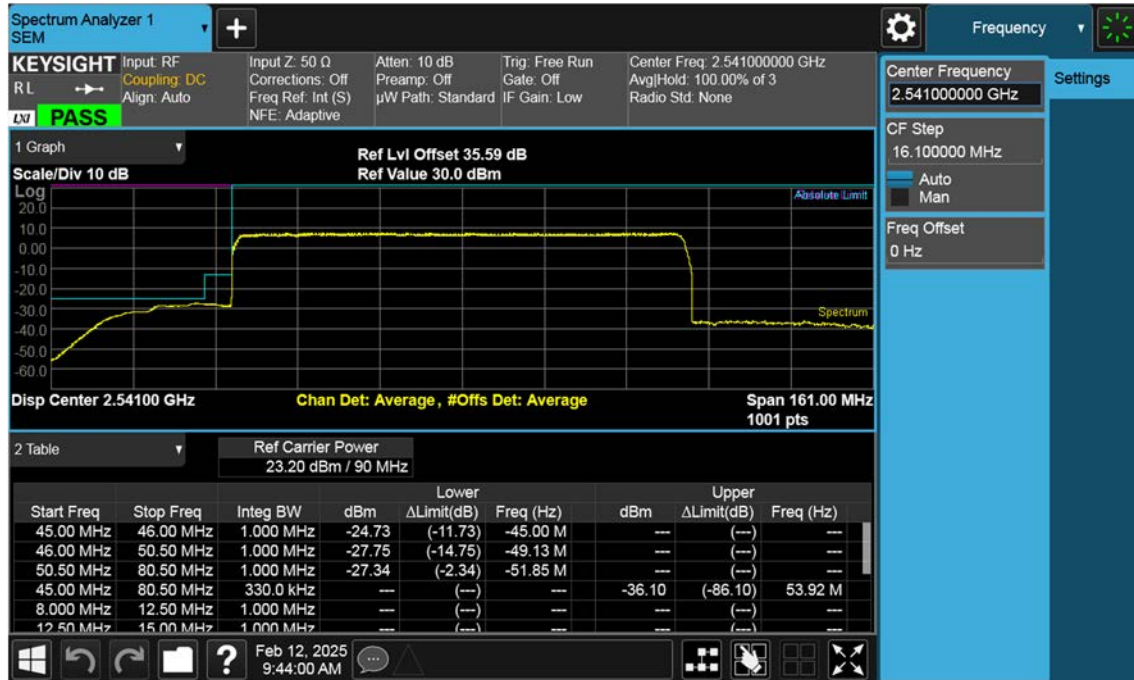 Spectrum Analyzer 1
SEM
Frequency
KEYSIGHT
Input: RF
Coupling: DC
Align: Auto
Input Z: 50 Ω
Corrections: Off
Freq Ref: Int (S)
NFE: Adaptive
Atten: 10 dB
Preamp: Off
µW Path: Standard
Trig: Free Run
Gate: Off
IF Gain: Low
Center Freq: 2.541000000 GHz
Avg|Hold: 100.00% of 3
Radio Std: None
R L
LXI PASS
Center Frequency
2.541000000 GHz
Settings
CF Step
16.100000 MHz
Auto
Man
Freq Offset
0 Hz
1 Graph
Ref Lvl Offset 35.59 dB
Scale/Div 10 dB
Ref Value 30.0 dBm
Log
Absolute Limit
20.0
10.0
0.00
-10.0
-20.0
-30.0
Spectrum
-40.0
-50.0
-60.0
Disp Center 2.54100 GHz
Chan Det: Average, #Offs Det: Average
Span 161.00 MHz
1001 pts
2 Table
Ref Carrier Power
23.20 dBm / 90 MHz
Lower Upper
Start Freq Stop Freq Integ BW dBm ΔLimit(dB) Freq (Hz) dBm ΔLimit(dB) Freq (Hz)
45.00 MHz 46.00 MHz 1.000 MHz -24.73 (-11.73) -45.00 M --- (---) ---
46.00 MHz 50.50 MHz 1.000 MHz -27.75 (-14.75) -49.13 M --- (---) ---
50.50 MHz 80.50 MHz 1.000 MHz -27.34 (-2.34) -51.85 M --- (---) ---
45.00 MHz 80.50 MHz 330.0 kHz --- (---) --- -36.10 (-86.10) 53.92 M
8.000 MHz 12.50 MHz 1.000 MHz --- (---) --- --- (---) ---
12.50 MHz 15.00 MHz 1.000 MHz --- (---) --- --- (---) ---
Feb 12, 2025
9:44:00 AM